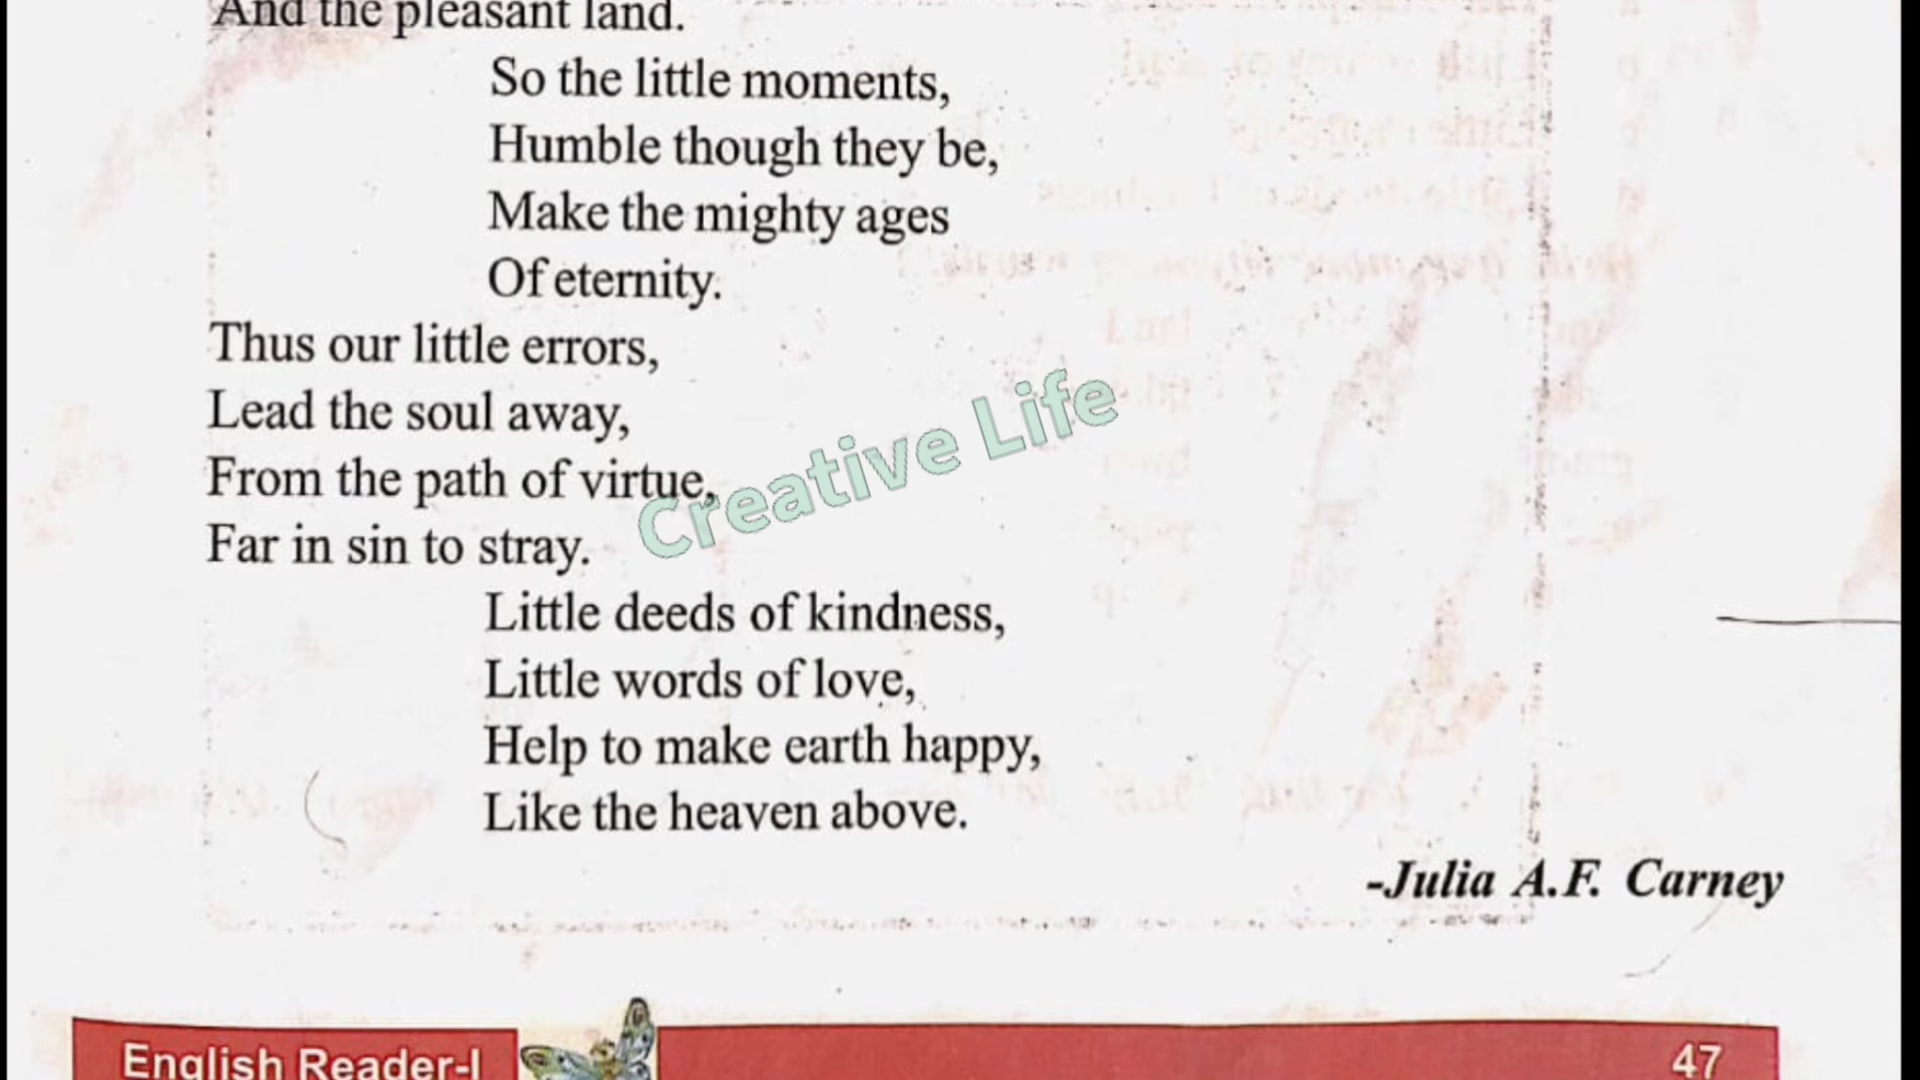 And the pleasant land.
So the little moments,
Humble though they be,
Make the mighty ages
Of eternity.
Thus our little errors,
Lead the soul away,
From the path of virtue,
Far in sin to stray.
Creative Life
Little deeds of kindness,
Little words of love,
Help to make earth happy,
Like the heaven above.
-Julia A.F. Carney
English Reader-I
47